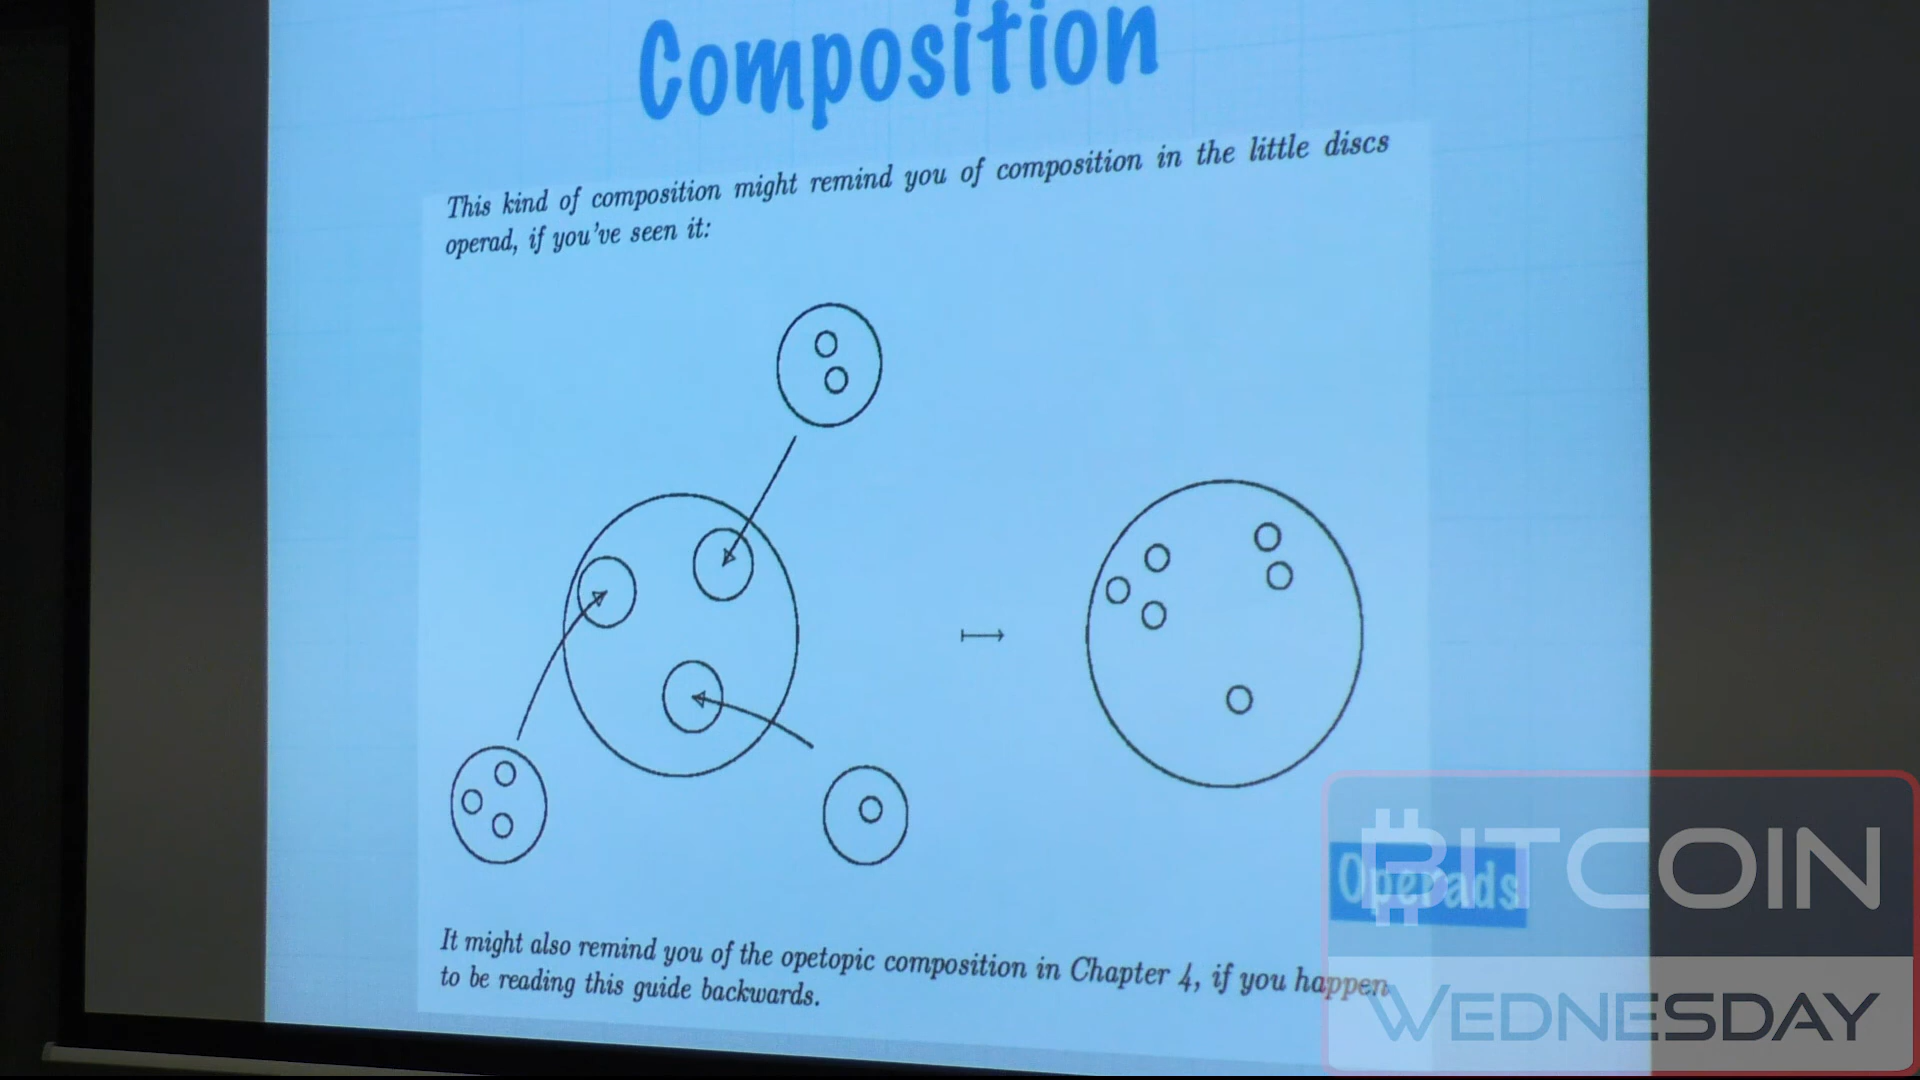 Composition
This kind of composition might remind you of composition in the little discs
operad, if you've seen it:
Operads
It might also remind you of the opetopic composition in Chapter 4, if you happen
to be reading this guide backwards.
BITCOIN
WEDNESDAY